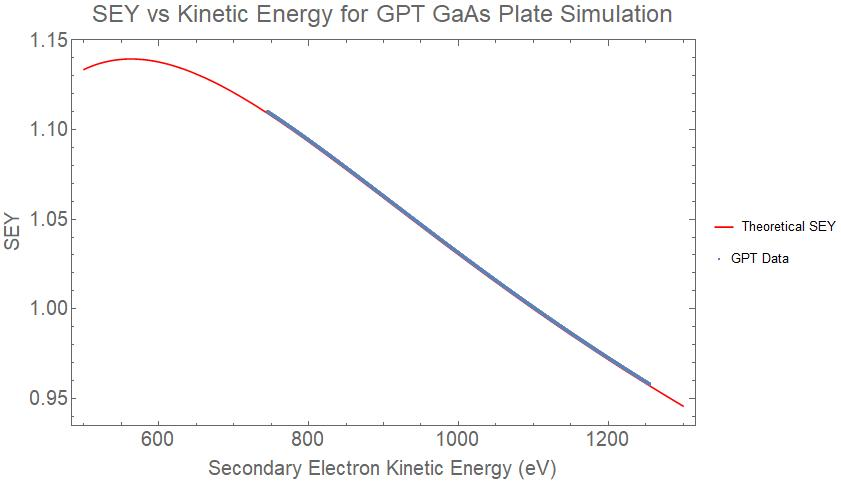 SEY vs Kinetic Energy for GPT GaAs Plate Simulation
1.15
1.10
1.05
1.00
0.95
SEY
600 800 1000 1200
Secondary Electron Kinetic Energy (eV)
Theoretical SEY
GPT Data